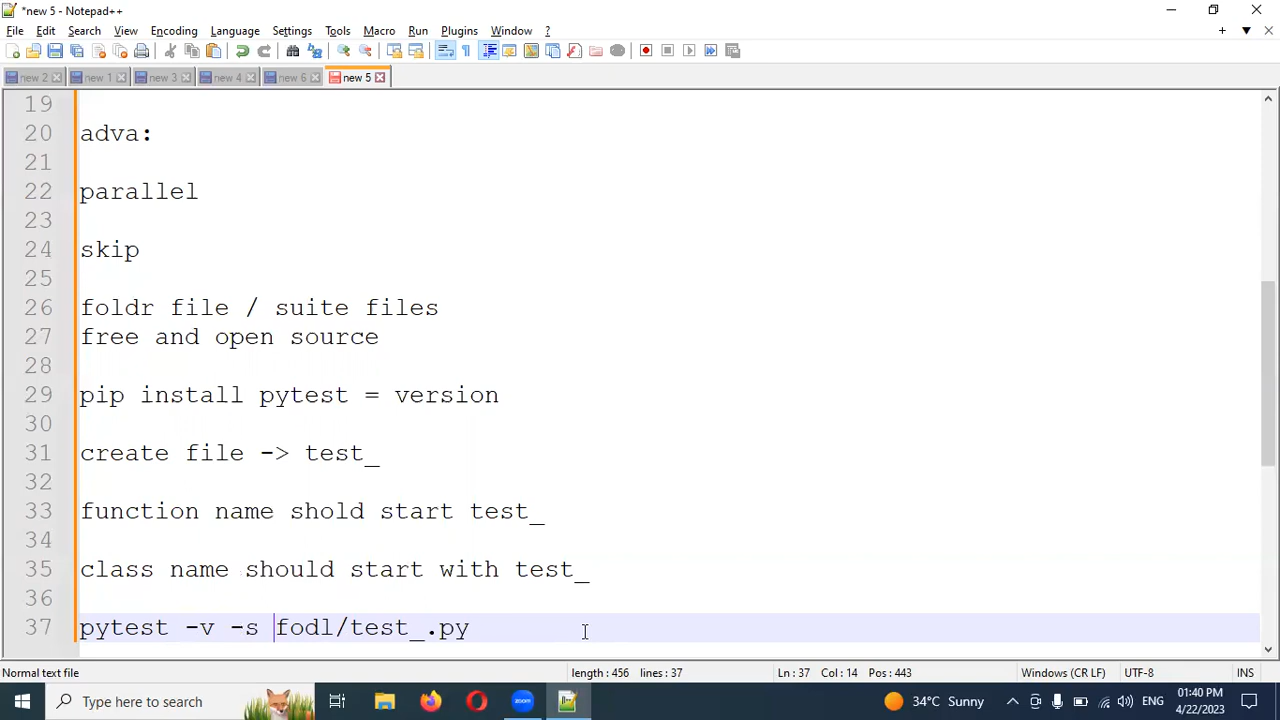 *new 5 - Notepad++
File Edit Search View Encoding Language Settings Tools Macro Run Plugins Window ?
new 2 new 1 new 3 new 4 new 6 new 5
19
20 adva:
21
22 parallel
23
24 skip
25
26 foldr file / suite files
27 free and open source
28
29 pip install pytest = version
30
31 create file -> test_
32
33 function name shold start test_
34
35 class name should start with test_
36
37 pytest -v -s fodl/test_.py
Normal text file length : 456 lines : 37 Ln : 37 Col : 14 Pos : 443 Windows (CR LF) UTF-8 INS
Type here to search zoom 34°C Sunny ENG 01:40 PM
4/22/2023